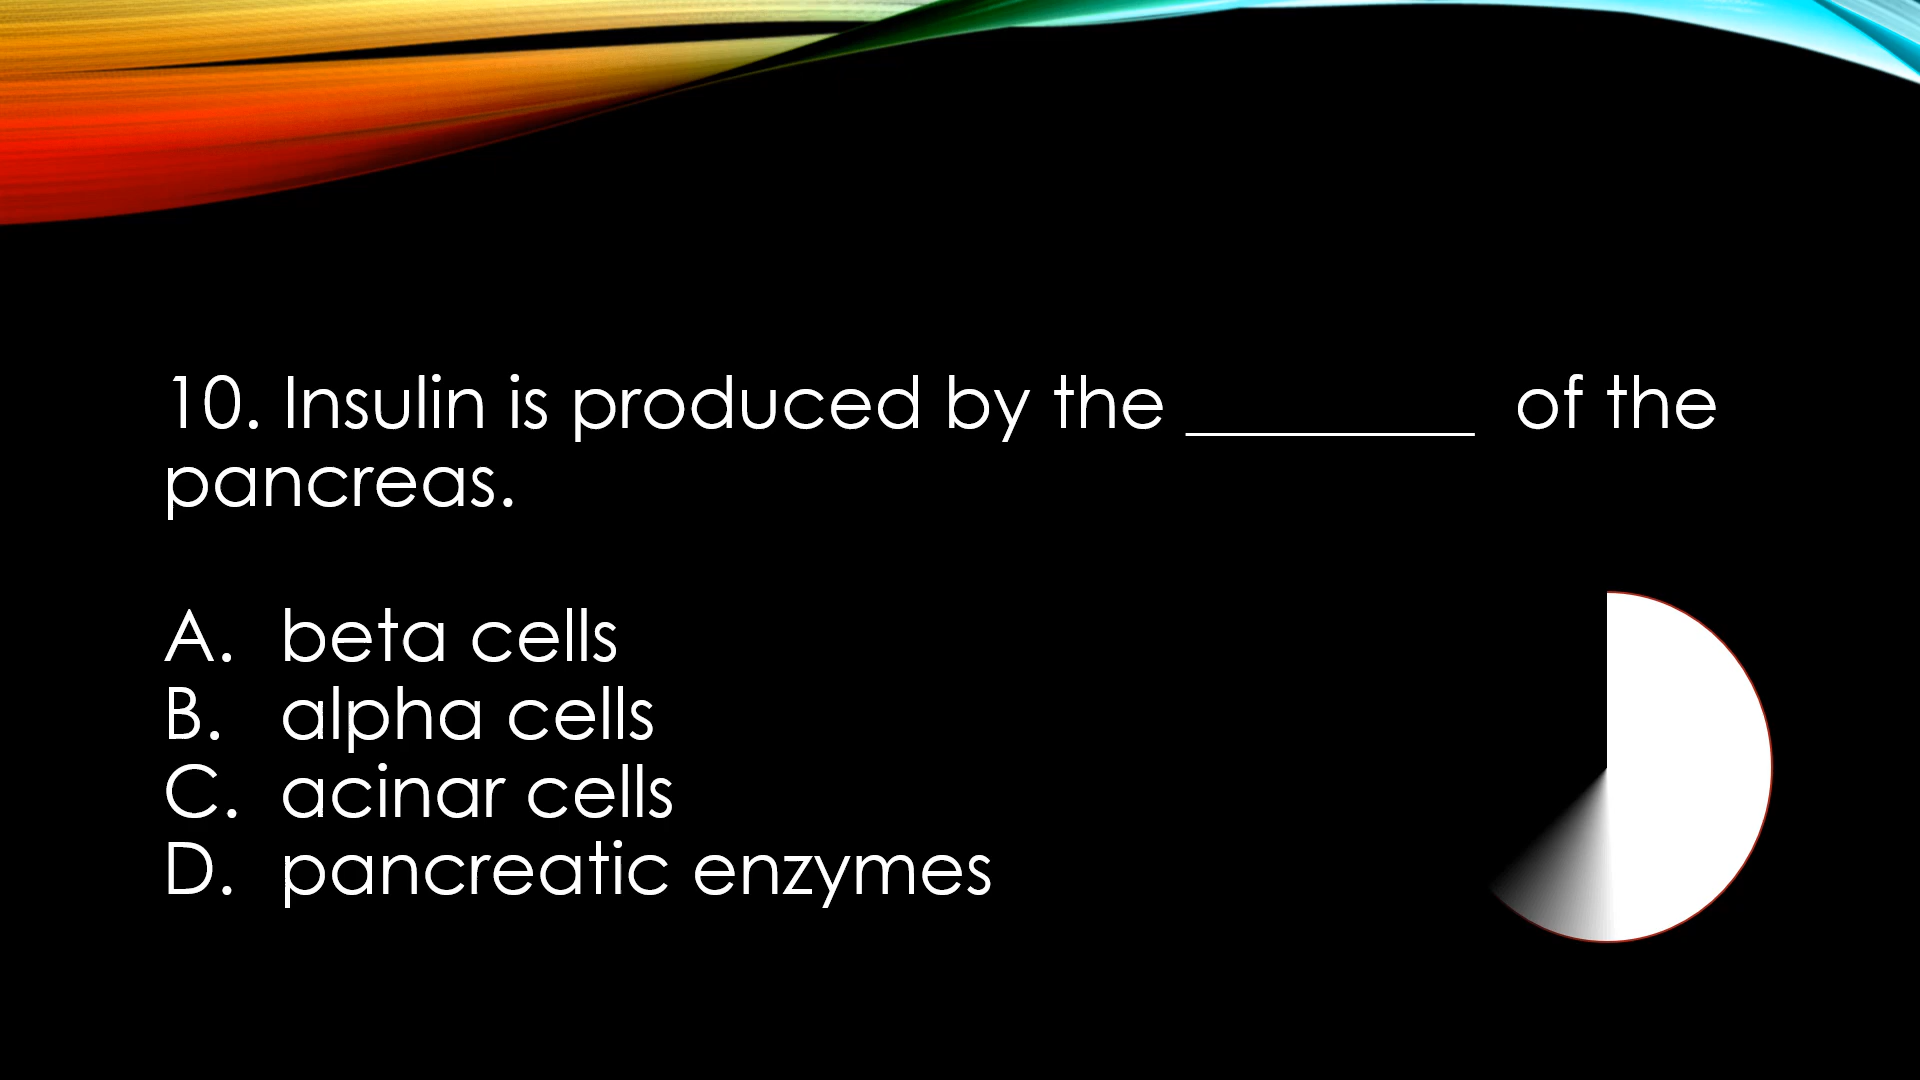 10. Insulin is produced by the ________ of the
pancreas.
A. beta cells
B. alpha cells
C. acinar cells
D. pancreatic enzymes